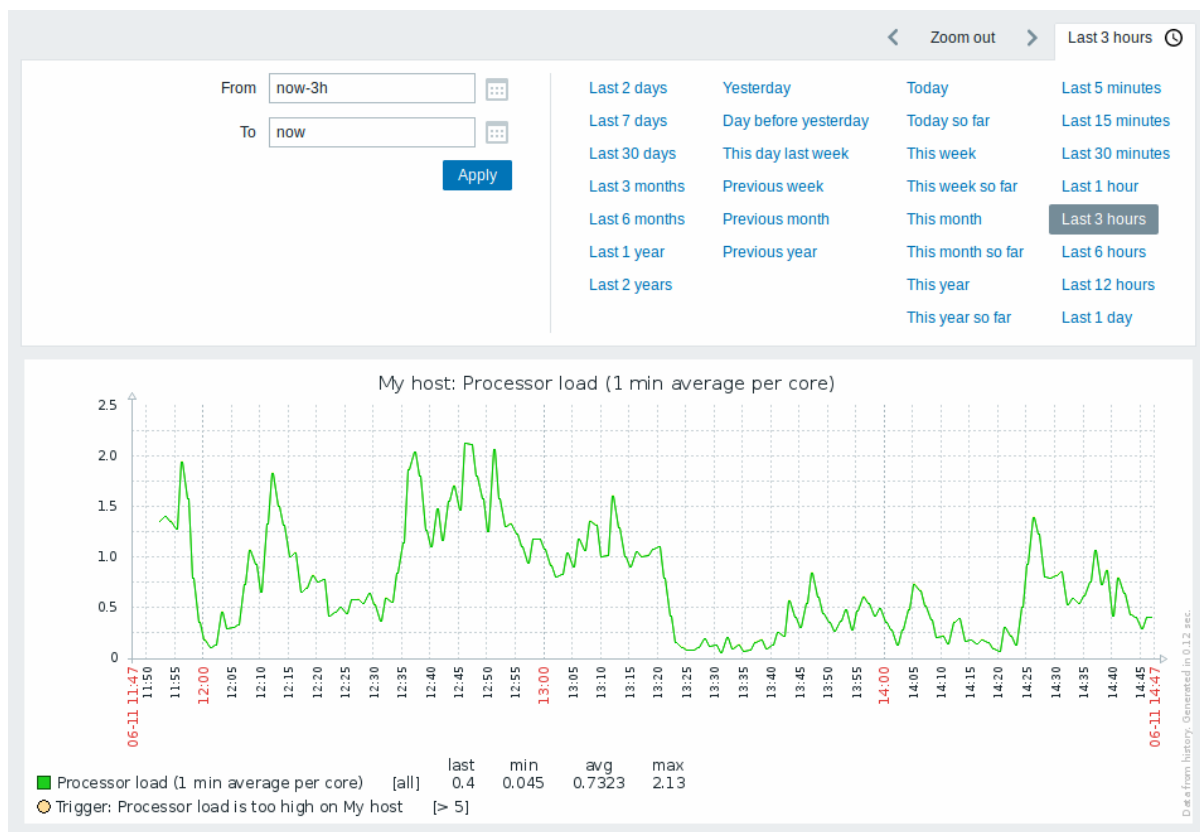 Zoom out Last 3 hours
From now-3h
To now
Apply
Last 2 days Yesterday Today Last 5 minutes
Last 7 days Day before yesterday Today so far Last 15 minutes
Last 30 days This day last week This week Last 30 minutes
Last 3 months Previous week This week so far Last 1 hour
Last 6 months Previous month This month Last 3 hours
Last 1 year Previous year This month so far Last 6 hours
Last 2 years This year Last 12 hours
This year so far Last 1 day
My host: Processor load (1 min average per core)
2.5
2.0
1.5
1.0
0.5
0
06-11 11:47 11:50 11:55 12:00 12:05 12:10 12:15 12:20 12:25 12:30 12:35 12:40 12:45 12:50 12:55 13:00 13:05 13:10 13:15 13:20 13:25 13:30 13:35 13:40 13:45 13:50 13:55 14:00 14:05 14:10 14:15 14:20 14:25 14:30 14:35 14:40 14:45 06-11 14:47
last min avg max
Processor load (1 min average per core) [all] 0.4 0.045 0.7323 2.13
Trigger: Processor load is too high on My host [> 5]
Data from history. Generated in 0.12 sec.